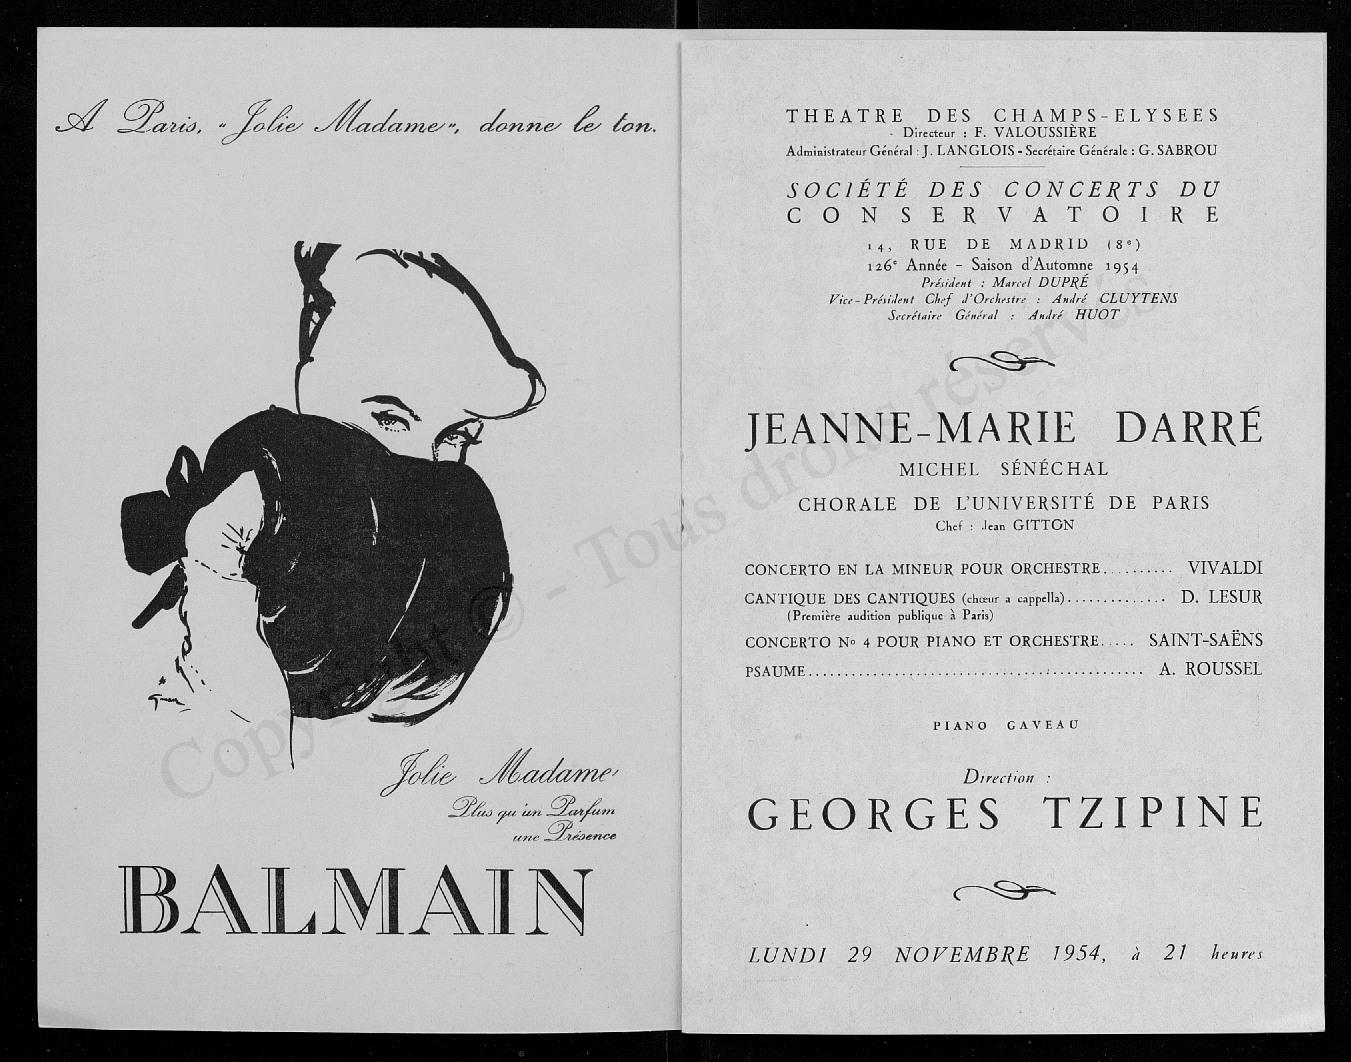 A Paris, « Jolie Madame », donne le ton.
Gruau
Jolie Madame
Plus qu'un Parfum
une Présence
BALMAIN
THEATRE DES CHAMPS-ELYSEES
Directeur : F. VALOUSSIÈRE
Administrateur Général : J. LANGLOIS - Secrétaire Générale : G. SABROU
SOCIÉTÉ DES CONCERTS DU
CONSERVATOIRE
14, RUE DE MADRID (8e)
126e Année - Saison d'Automne 1954
Président : Marcel DUPRÉ
Vice-Président Chef d'Orchestre : André CLUYTENS
Secrétaire Général : André HUOT
JEANNE-MARIE DARRÉ
MICHEL SÉNÉCHAL
CHORALE DE L'UNIVERSITÉ DE PARIS
Chef : Jean GITTON
CONCERTO EN LA MINEUR POUR ORCHESTRE.......... VIVALDI
CANTIQUE DES CANTIQUES (chœur a cappella).............. D. LESUR
(Première audition publique à Paris)
CONCERTO No 4 POUR PIANO ET ORCHESTRE..... SAINT-SAËNS
PSAUME............................................... A. ROUSSEL
PIANO GAVEAU
Direction :
GEORGES TZIPINE
LUNDI 29 NOVEMBRE 1954, à 21 heures
Copyright © - Tous droits réservés